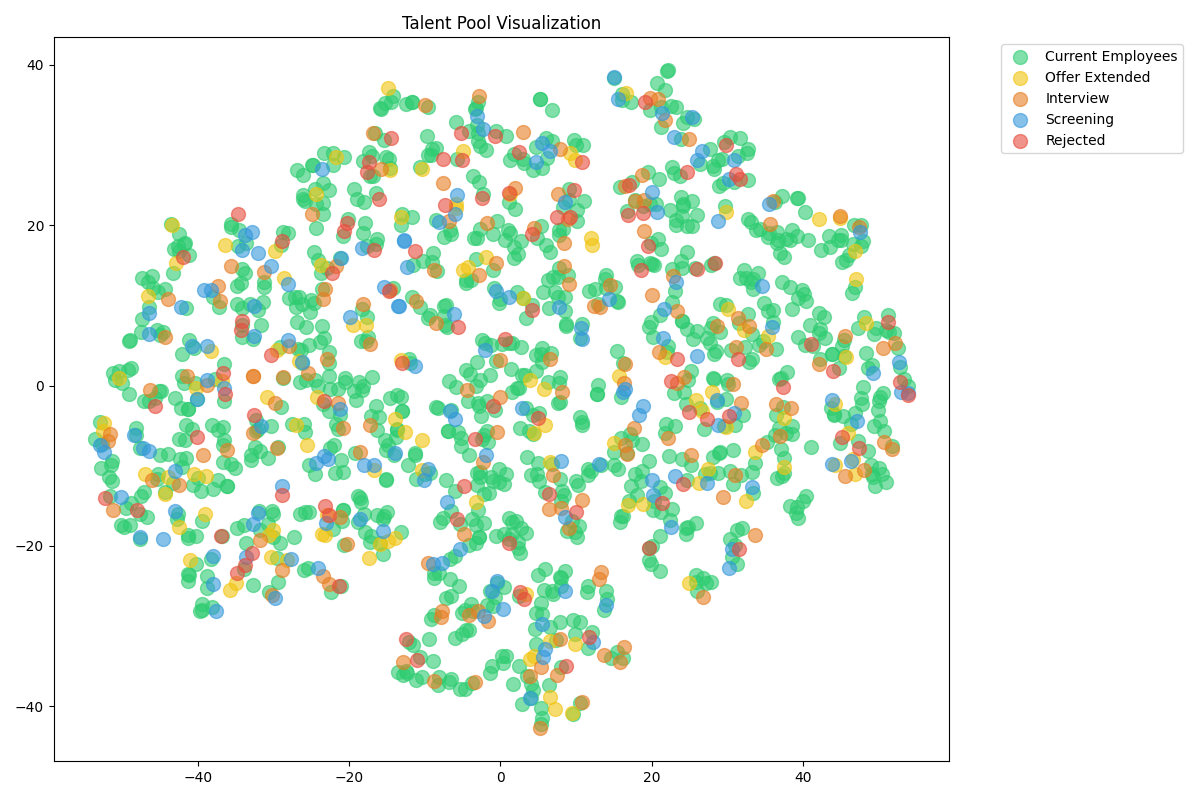 Talent Pool Visualization
Current Employees
Offer Extended
Interview
Screening
Rejected
40
20
0
−20
−40
−40
−20
0
20
40